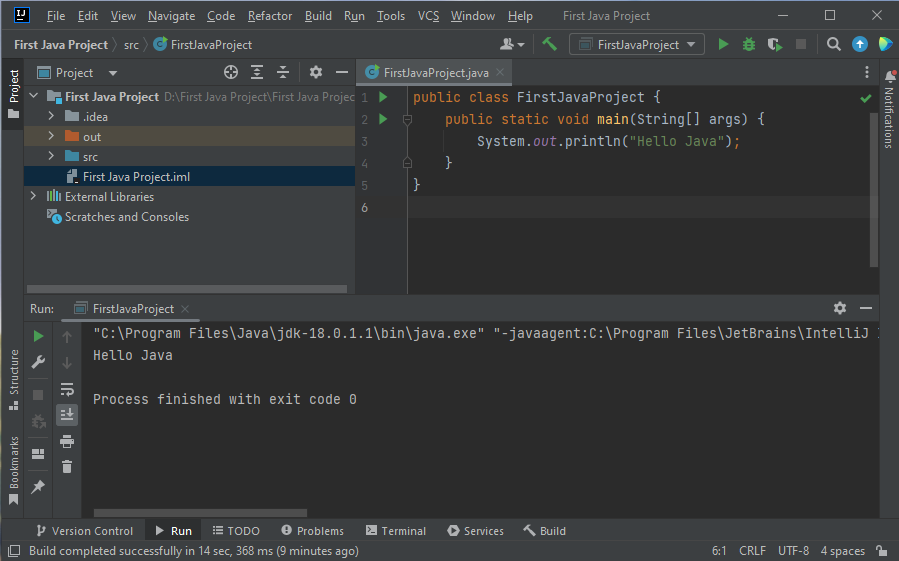 IJ File Edit View Navigate Code Refactor Build Run Tools VCS Window Help First Java Project
First Java Project src FirstJavaProject FirstJavaProject
Project Project FirstJavaProject.java
First Java Project D:\First Java Project\First Java Projec
.idea
out
src
First Java Project.iml
External Libraries
Scratches and Consoles
1 public class FirstJavaProject {
2 public static void main(String[] args) {
3 System.out.println("Hello Java");
4 }
5 }
6
Notifications
Run: FirstJavaProject
"C:\Program Files\Java\jdk-18.0.1.1\bin\java.exe" "-javaagent:C:\Program Files\JetBrains\IntelliJ
Hello Java
Process finished with exit code 0
Structure
Bookmarks
Version Control Run TODO Problems Terminal Services Build
Build completed successfully in 14 sec, 368 ms (9 minutes ago) 6:1 CRLF UTF-8 4 spaces